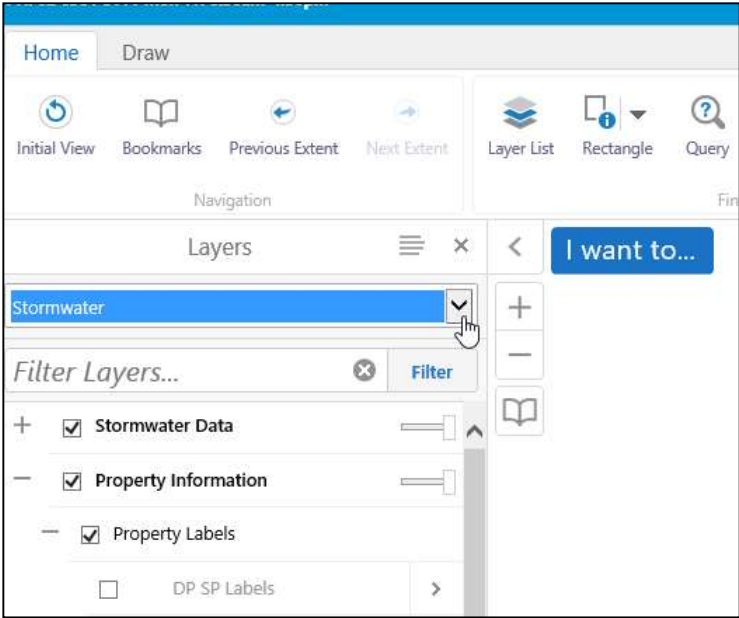 Home Draw
Initial View Bookmarks Previous Extent Next Extent Layer List Rectangle Query
Navigation
Layers
I want to...
Stormwater
Filter Layers... Filter
Stormwater Data
Property Information
Property Labels
DP SP Labels